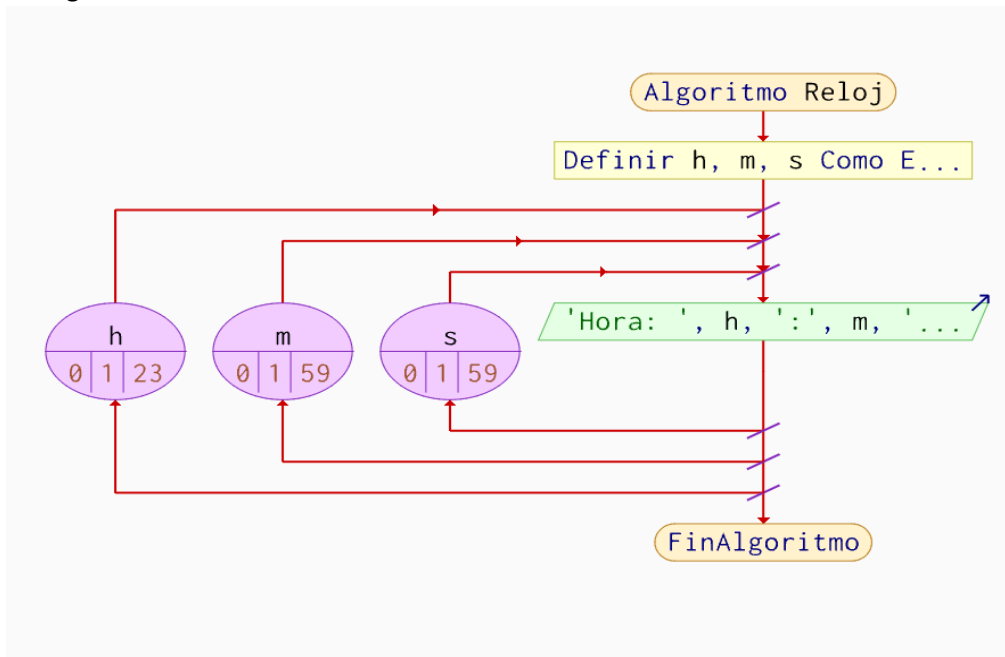 Algoritmo Reloj
Definir h, m, s Como E...
h
0 1 23
m
0 1 59
s
0 1 59
'Hora: ', h, ':', m, '...
FinAlgoritmo